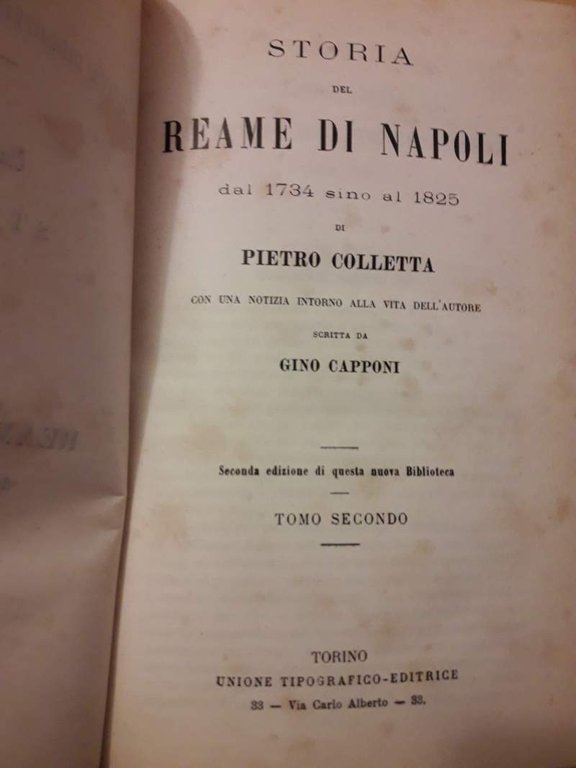 STORIA
DEL
REAME DI NAPOLI
dal 1734 sino al 1825
DI
PIETRO COLLETTA
CON UNA NOTIZIA INTORNO ALLA VITA DELL'AUTORE
SCRITTA DA
GINO CAPPONI
Seconda edizione di questa nuova Biblioteca
TOMO SECONDO
TORINO
UNIONE TIPOGRAFICO-EDITRICE
33 — Via Carlo Alberto — 33.